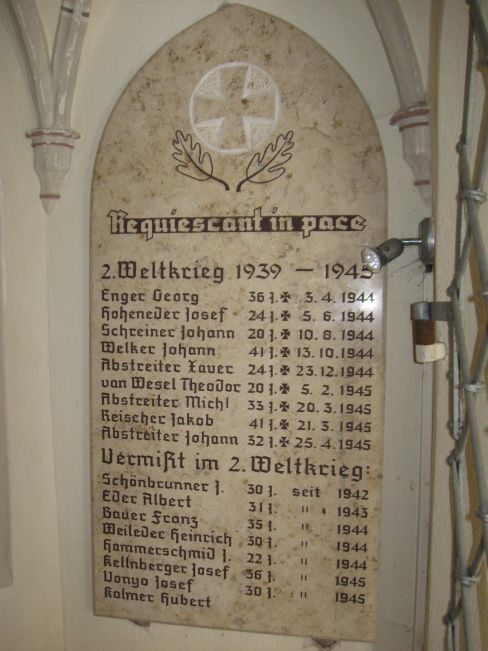 Requiescant in pace
2. Weltkrieg 1939 – 1945
Enger Georg 36 J. ✠ 3. 4. 1944
Hoheneder Josef 24 J. ✠ 5. 6. 1944
Schreiner Johann 20 J. ✠ 10. 8. 1944
Welker Johann 41 J. ✠ 13. 10. 1944
Abstreiter Xaver 24 J. ✠ 23. 12. 1944
van Wesel Theodor 20 J. ✠ 5. 2. 1945
Abstreiter Michl 33 J. ✠ 20. 3. 1945
Reischer Jakob 41 J. ✠ 21. 3. 1945
Abstreiter Johann 32 J. ✠ 25. 4. 1945
Vermißt im 2. Weltkrieg:
Schönbrunner J. 30 J. seit 1942
Eder Albert 31 J. " 1943
Bauer Franz 35 J. " 1944
Weileder Heinrich 30 J. " 1944
Hammerschmid J. 22 J. " 1944
Kellnberger Josef 36 J. " 1945
Vonyo Josef 30 J. " 1945
Kalmer Hubert